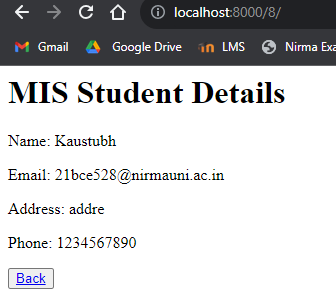 localhost:8000/8/
Gmail Google Drive LMS Nirma Exa
MIS Student Details
Name: Kaustubh
Email: 21bce528@nirmauni.ac.in
Address: addre
Phone: 1234567890
Back